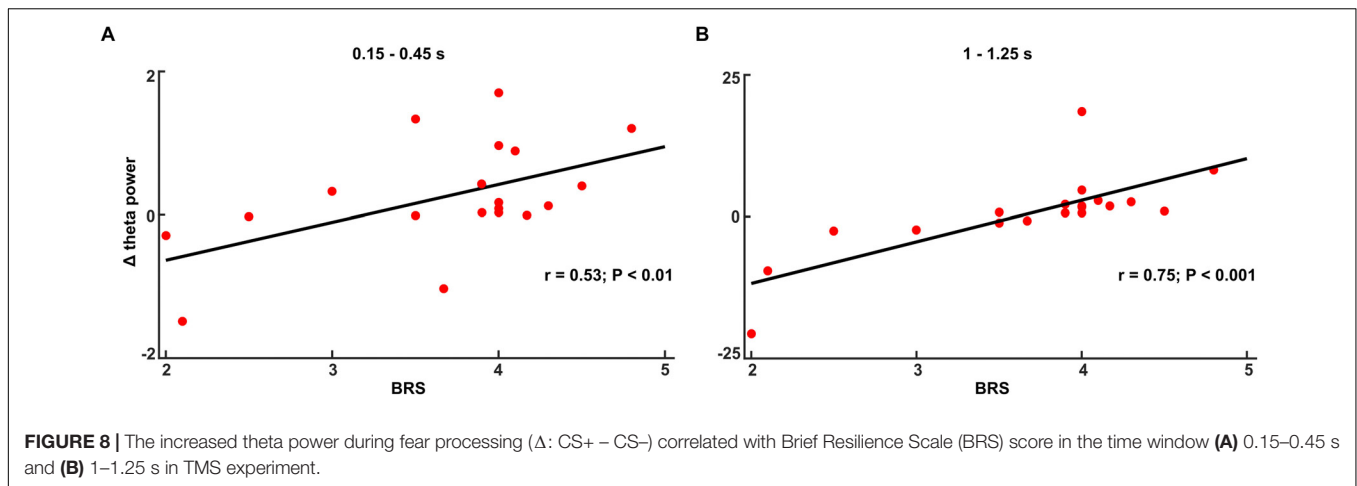 A
0.15 - 0.45 s
2
0
-2
Δ theta power
2 3 4 5
BRS
r = 0.53; P < 0.01
B
1 - 1.25 s
25
0
-25
2 3 4 5
BRS
r = 0.75; P < 0.001
FIGURE 8 | The increased theta power during fear processing (Δ: CS+ – CS–) correlated with Brief Resilience Scale (BRS) score in the time window (A) 0.15–0.45 s
and (B) 1–1.25 s in TMS experiment.